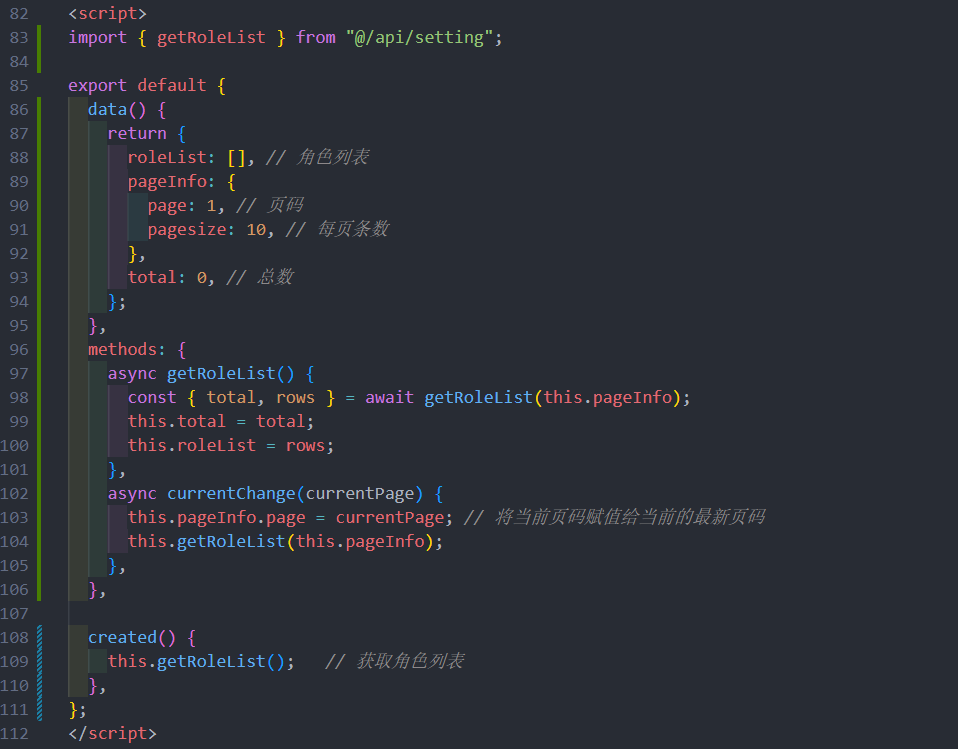 82 <script>
83 import { getRoleList } from "@/api/setting";
84
85 export default {
86   data() {
87     return {
88       roleList: [], // 角色列表
89       pageInfo: {
90         page: 1, // 页码
91         pagesize: 10, // 每页条数
92       },
93       total: 0, // 总数
94     };
95   },
96   methods: {
97     async getRoleList() {
98       const { total, rows } = await getRoleList(this.pageInfo);
99       this.total = total;
100       this.roleList = rows;
101     },
102     async currentChange(currentPage) {
103       this.pageInfo.page = currentPage; // 将当前页码赋值给当前的最新页码
104       this.getRoleList(this.pageInfo);
105     },
106   },
107
108   created() {
109     this.getRoleList();   // 获取角色列表
110   },
111 };
112 </script>